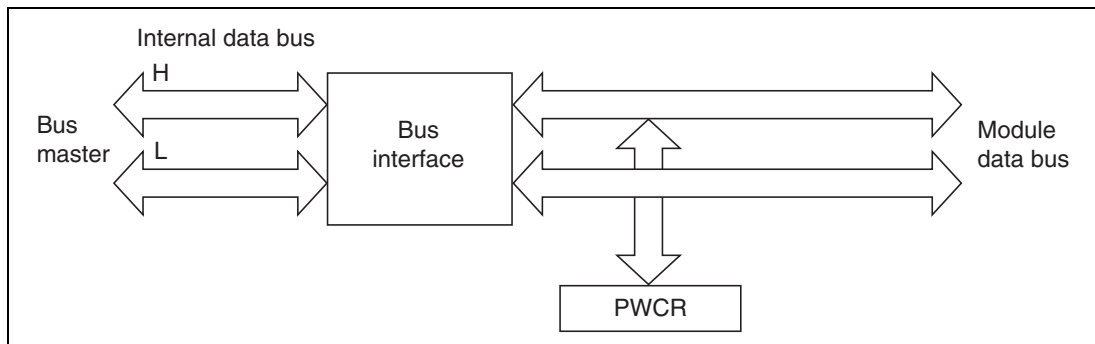 Internal data bus
H
Bus
master
L
Bus
interface
Module
data bus
PWCR